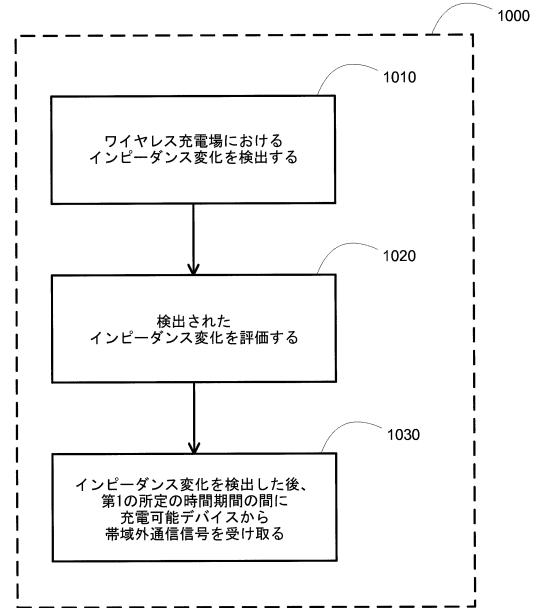 1000
1010
ワイヤレス充電場における
インピーダンス変化を検出する
1020
検出された
インピーダンス変化を評価する
1030
インピーダンス変化を検出した後、
第1の所定の時間期間の間に
充電可能デバイスから
帯域外通信信号を受け取る